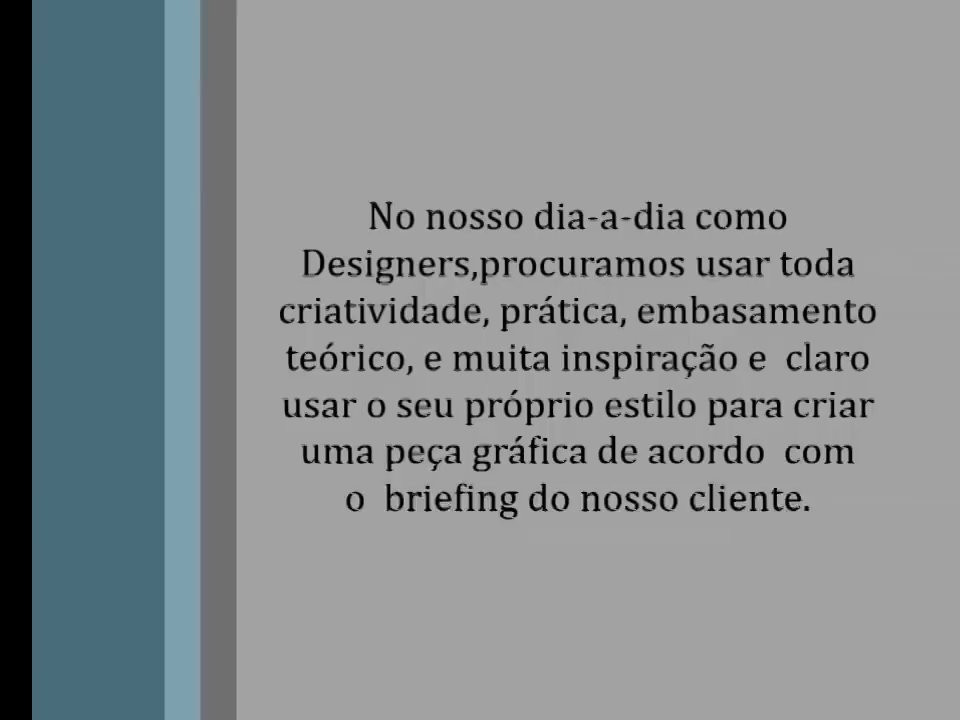 No nosso dia-a-dia como
Designers,procuramos usar toda
criatividade, prática, embasamento
teórico, e muita inspiração e  claro
usar o seu próprio estilo para criar
uma peça gráfica de acordo  com
o  briefing do nosso cliente.